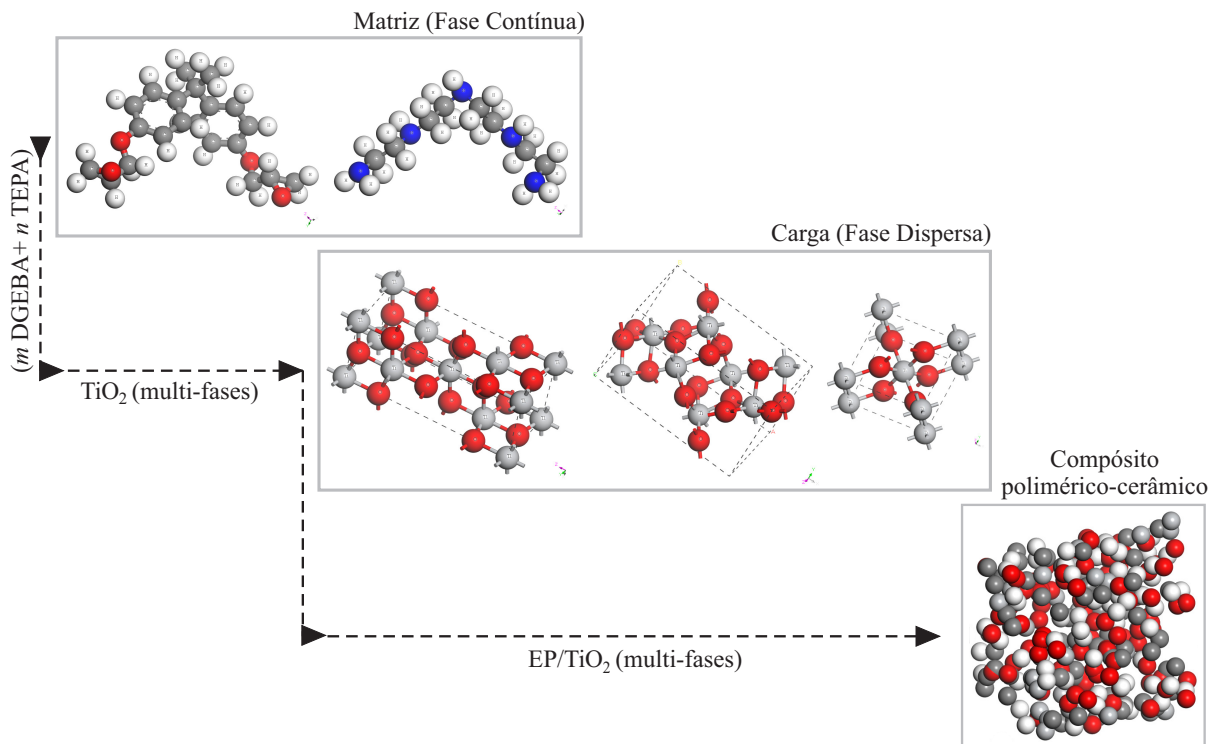 Matriz (Fase Contínua)
(m DGEBA+ n TEPA)
Carga (Fase Dispersa)
TiO₂ (multi-fases)
Compósito
polimérico-cerâmico
EP/TiO₂ (multi-fases)